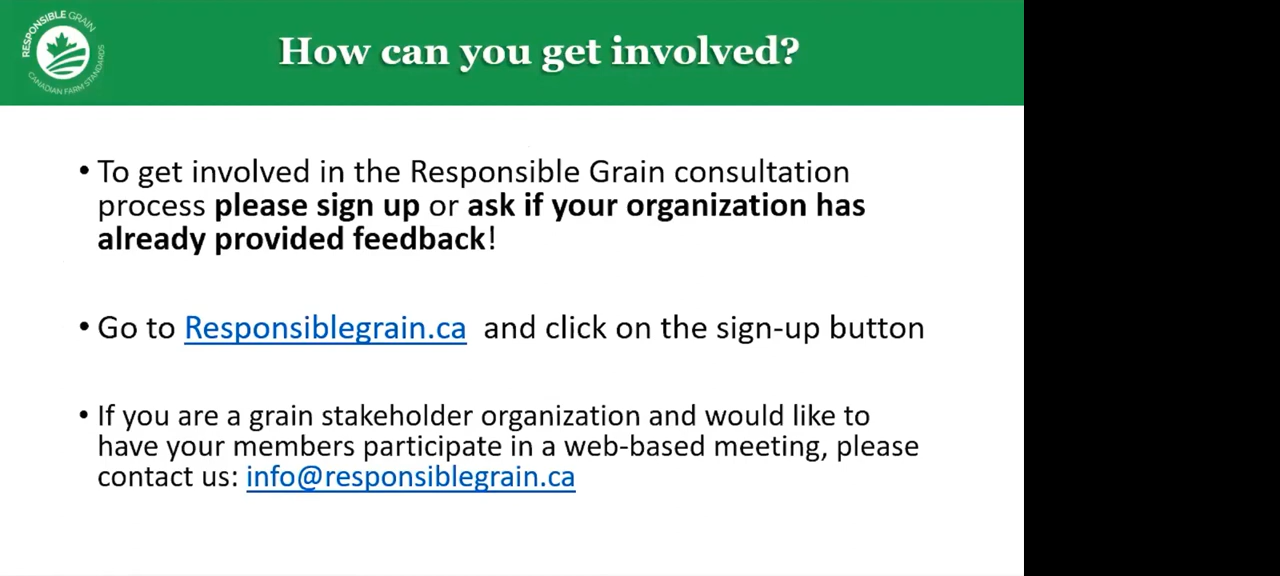 RESPONSIBLE GRAIN
CANADIAN FARM STANDARDS
How can you get involved?
• To get involved in the Responsible Grain consultation
process please sign up or ask if your organization has
already provided feedback!
• Go to Responsiblegrain.ca and click on the sign-up button
• If you are a grain stakeholder organization and would like to
have your members participate in a web-based meeting, please
contact us: info@responsiblegrain.ca